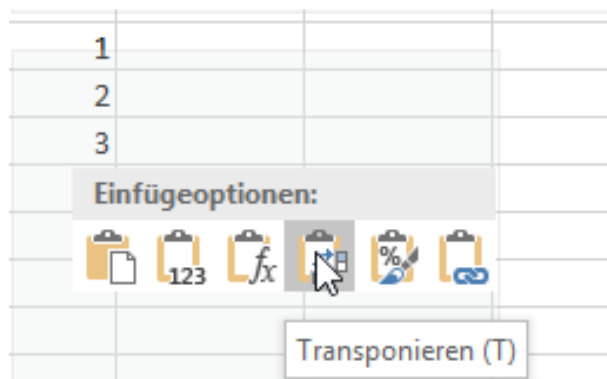 1
2
3
Einfügeoptionen:
123 fx %
Transponieren (T)